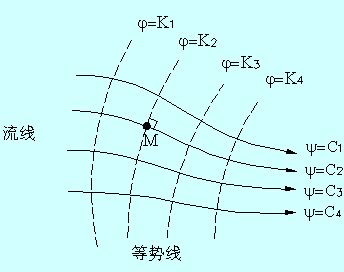 φ=K₁
φ=K₂
φ=K₃
φ=K₄
流线
M
ψ=C₁
ψ=C₂
ψ=C₃
ψ=C₄
等势线